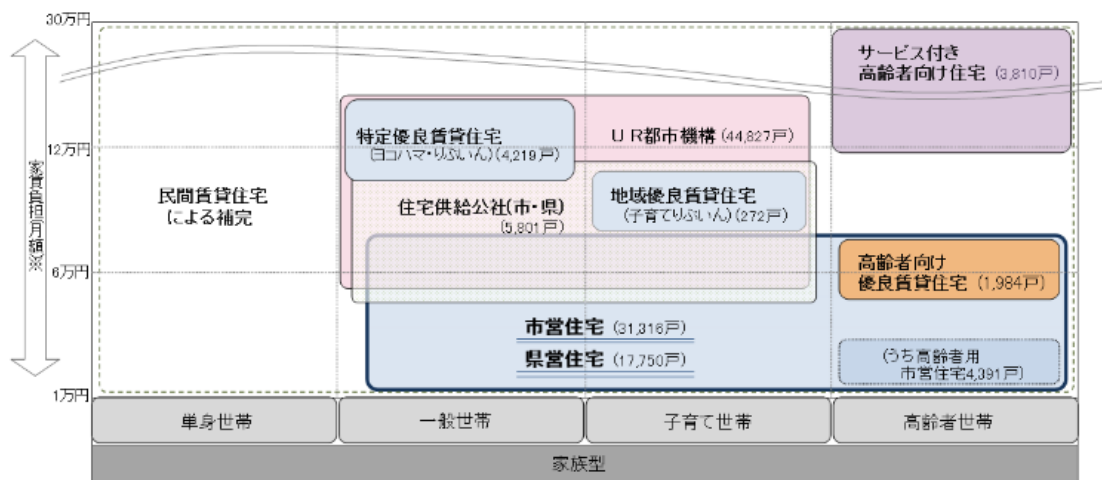 30万円
12万円
6万円
1万円
家賃負担(月額)※
サービス付き
高齢者向け住宅(3,810戸)
特定優良賃貸住宅
(ヨコハマ・りぶいん)(4,219戸)
UR都市機構(44,827戸)
民間賃貸住宅
による補完
住宅供給公社(市・県)
(5,801戸)
地域優良賃貸住宅
(子育てりぶいん)(272戸)
高齢者向け
優良賃貸住宅(1,984戸)
市営住宅(31,316戸)
県営住宅(17,750戸)
(うち高齢者用
市営住宅4,391戸)
単身世帯
一般世帯
子育て世帯
高齢者世帯
家族型